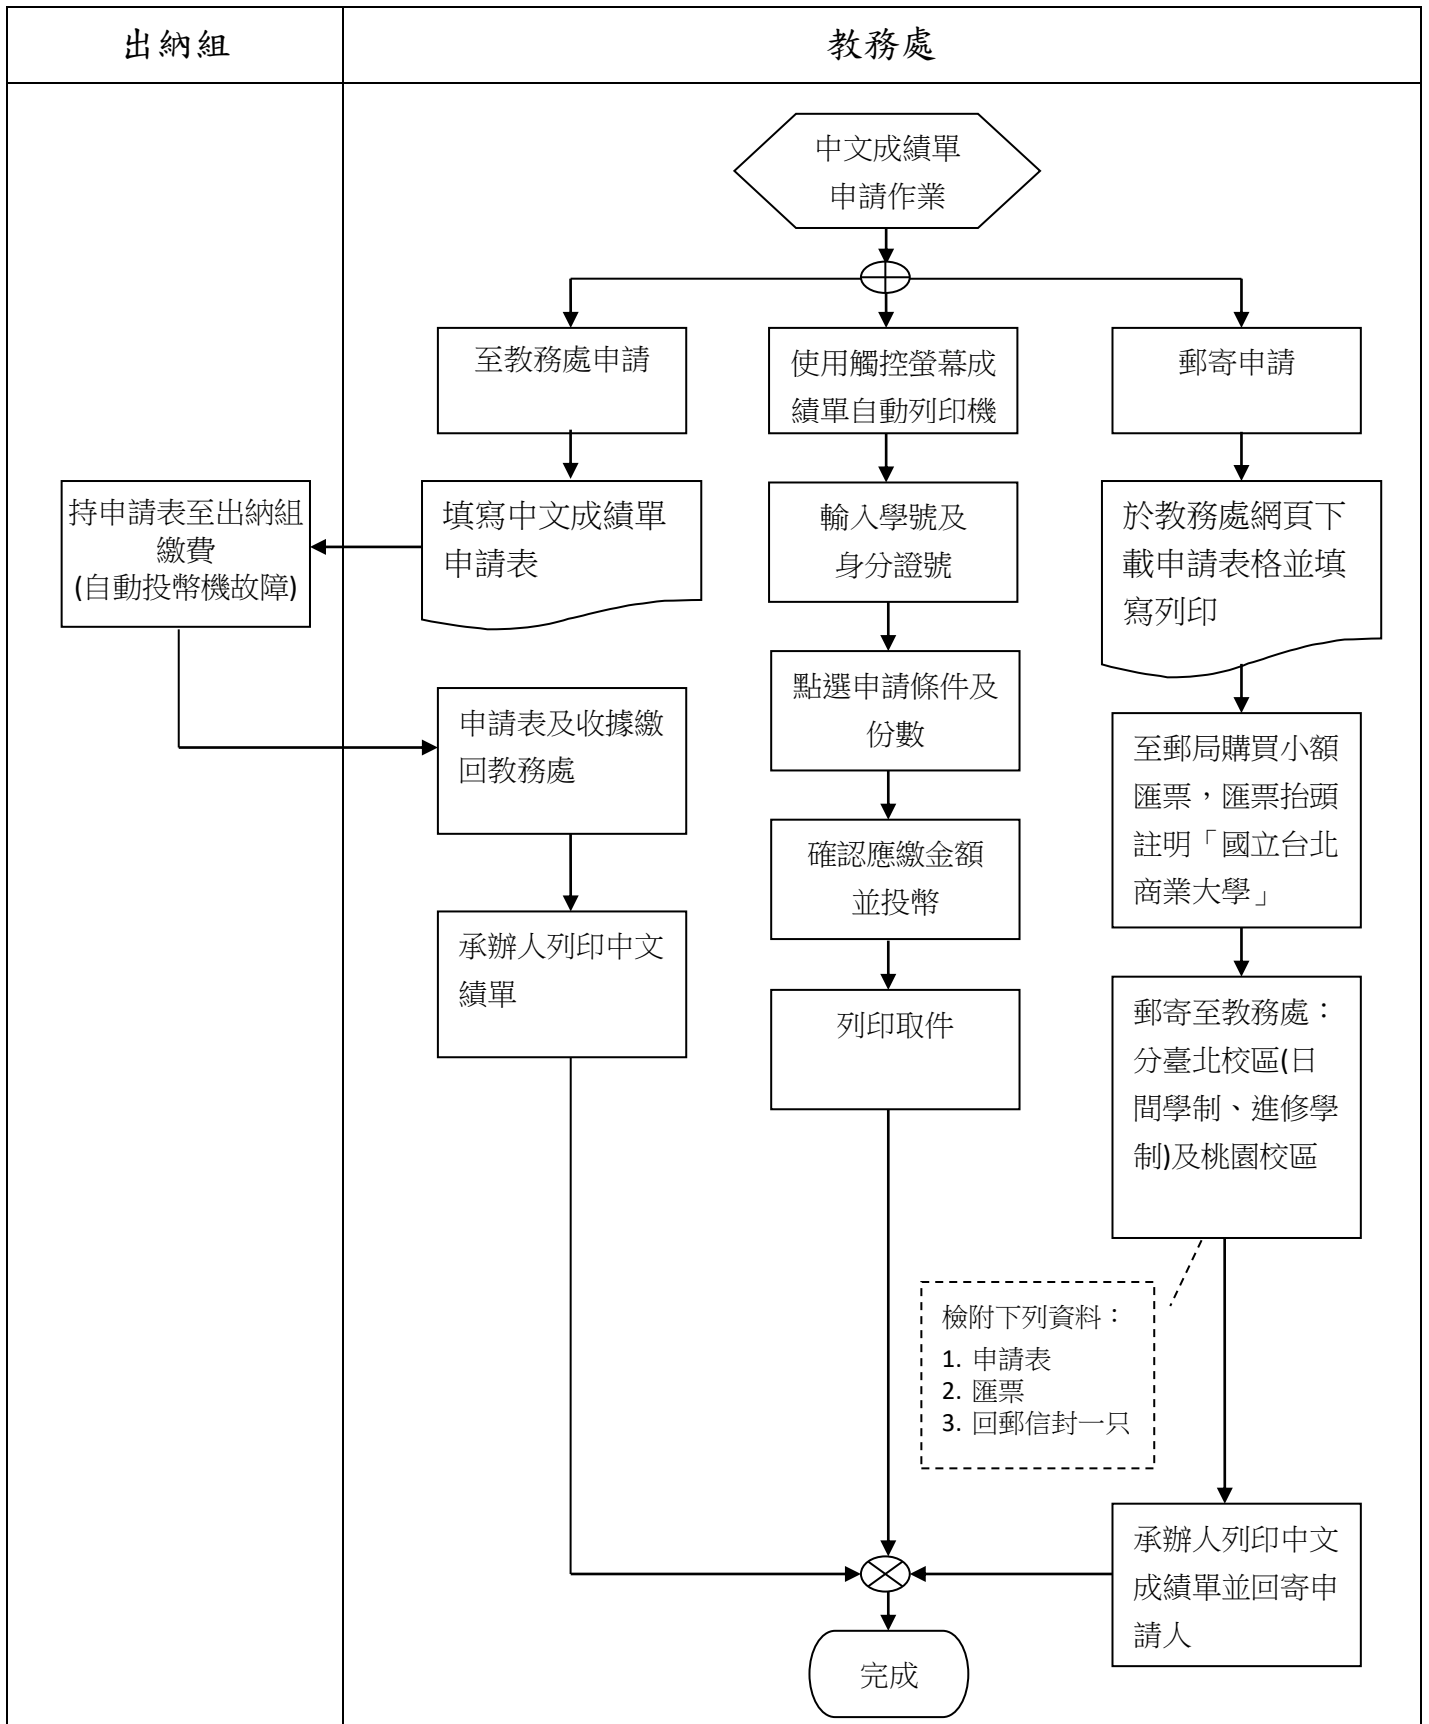 出納組
教務處
中文成績單
申請作業
至教務處申請
使用觸控螢幕成
績單自動列印機
郵寄申請
持申請表至出納組
繳費
(自動投幣機故障)
填寫中文成績單
申請表
輸入學號及
身分證號
於教務處網頁下
載申請表格並填
寫列印
申請表及收據繳
回教務處
點選申請條件及
份數
至郵局購買小額
匯票，匯票抬頭
註明「國立台北
商業大學」
確認應繳金額
並投幣
承辦人列印中文
績單
列印取件
郵寄至教務處：
分臺北校區(日
間學制、進修學
制)及桃園校區
檢附下列資料：
1. 申請表
2. 匯票
3. 回郵信封一只
承辦人列印中文
成績單並回寄申
請人
完成